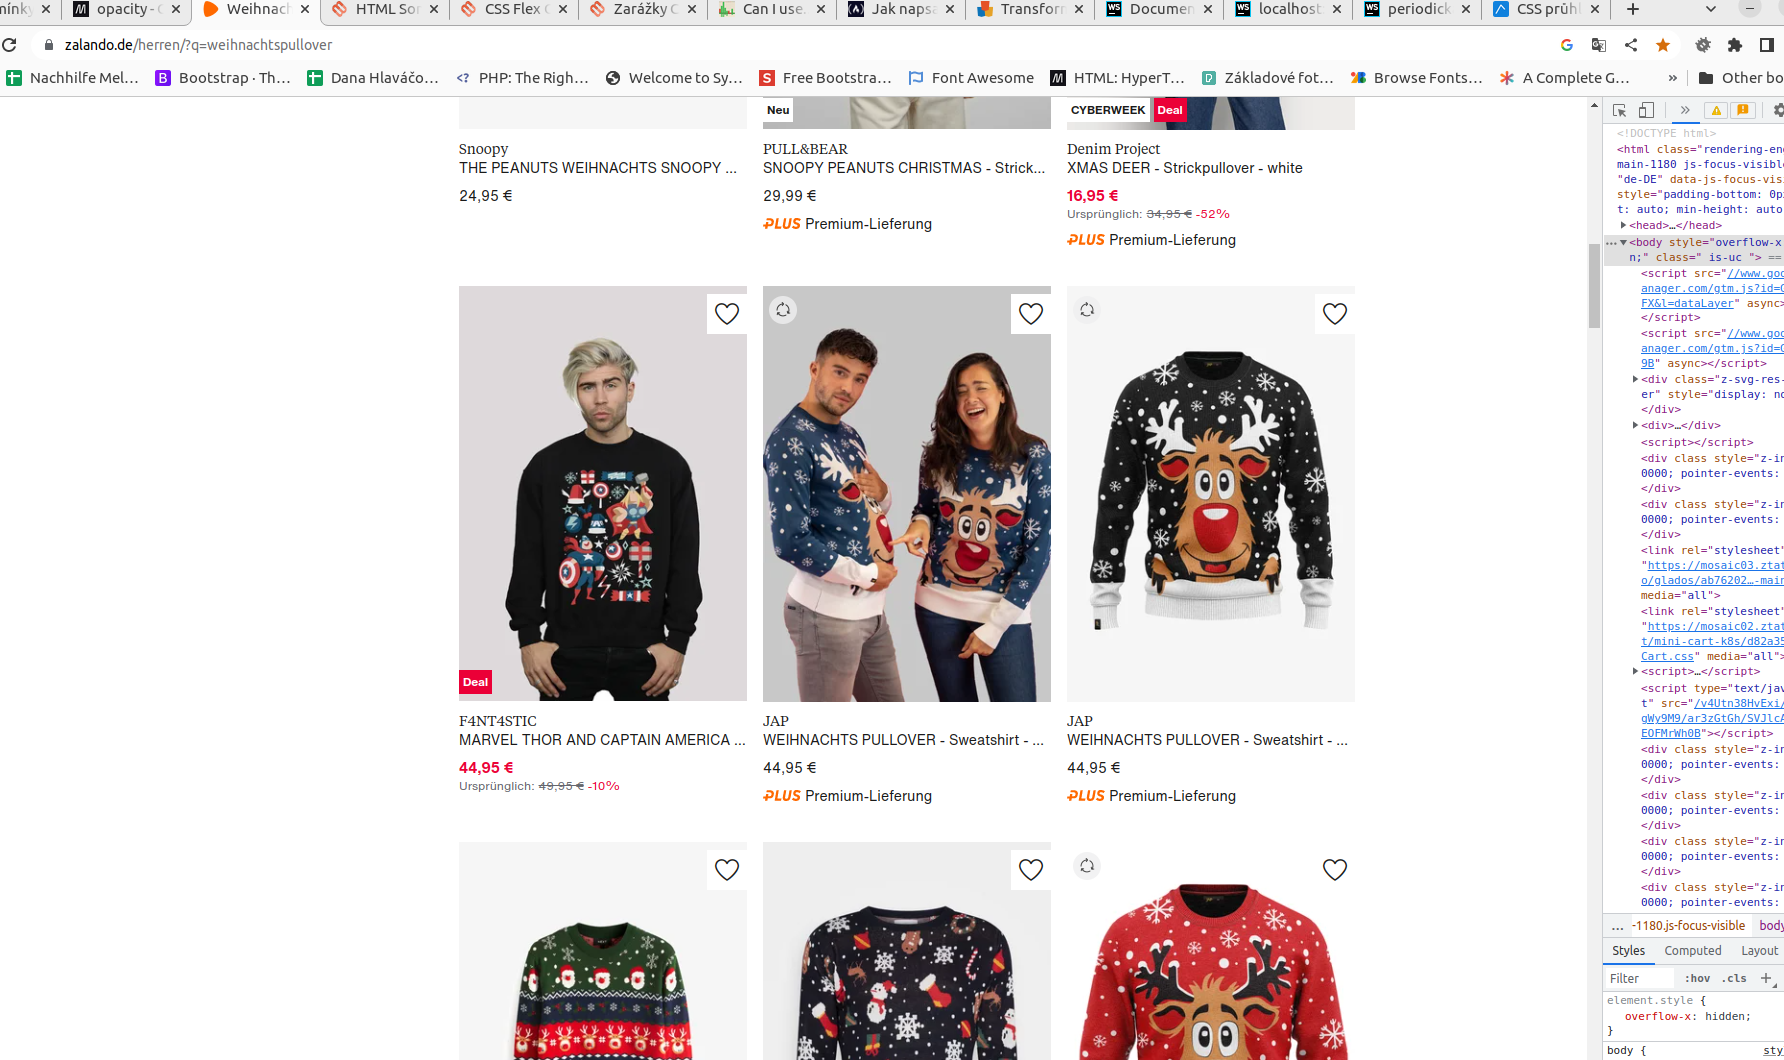 mínky
opacity - C
Weihnach
HTML Sor
CSS Flex C
Zarážky C
Can I use.
Jak napsa
Transforn
Documen
localhost
periodick
CSS průhl
zalando.de/herren/?q=weihnachtspullover
Nachhilfe Mel…
Bootstrap · Th…
Dana Hlaváčo…
PHP: The Righ…
Welcome to Sy…
Free Bootstra…
Font Awesome
HTML: HyperT…
Základové fot…
Browse Fonts…
A Complete G…
»
Other bo
Neu
CYBERWEEK Deal
Snoopy
THE PEANUTS WEIHNACHTS SNOOPY ...
24,95 €
PULL&BEAR
SNOOPY PEANUTS CHRISTMAS - Strick...
29,99 €
PLUS Premium-Lieferung
Denim Project
XMAS DEER - Strickpullover - white
16,95 €
Ursprünglich: 34,95 € -52%
PLUS Premium-Lieferung
Deal
F4NT4STIC
MARVEL THOR AND CAPTAIN AMERICA ...
44,95 €
Ursprünglich: 49,95 € -10%
JAP
WEIHNACHTS PULLOVER - Sweatshirt - ...
44,95 €
PLUS Premium-Lieferung
JAP
WEIHNACHTS PULLOVER - Sweatshirt - ...
44,95 €
PLUS Premium-Lieferung
»
<!DOCTYPE html>
<html class="rendering-en
main-1180 js-focus-visible
"de-DE" data-js-focus-vis
style="padding-bottom: 0p
t: auto; min-height: auto
<head>…</head>
<body style="overflow-x
n;" class=" is-uc "> ==
<script src="//www.goo
anager.com/gtm.js?id=G
FX&l=dataLayer" async>
</script>
<script src="//www.goo
anager.com/gtm.js?id=G
9B" async></script>
<div class="z-svg-res-
er" style="display: no
</div>
<div>…</div>
<script></script>
<div class style="z-in
0000; pointer-events:
</div>
<div class style="z-in
0000; pointer-events:
</div>
<link rel="stylesheet"
"https://mosaic03.ztat
o/glados/ab76202…-main
media="all">
<link rel="stylesheet"
"https://mosaic02.ztat
t/mini-cart-k8s/d82a35
Cart.css" media="all">
<script>…</script>
<script type="text/jav
t" src="/v4Utn38HvExi/
gWy9M9/ar3zGtGh/SVJlcA
EOFMrWh0B"></script>
<div class style="z-in
0000; pointer-events:
</div>
<div class style="z-in
0000; pointer-events:
</div>
<div class style="z-in
0000; pointer-events:
</div>
<div class style="z-in
0000; pointer-events:
… -1180.js-focus-visible body
Styles Computed Layout
Filter :hov .cls +
element.style {
overflow-x: hidden;
}
body { sty